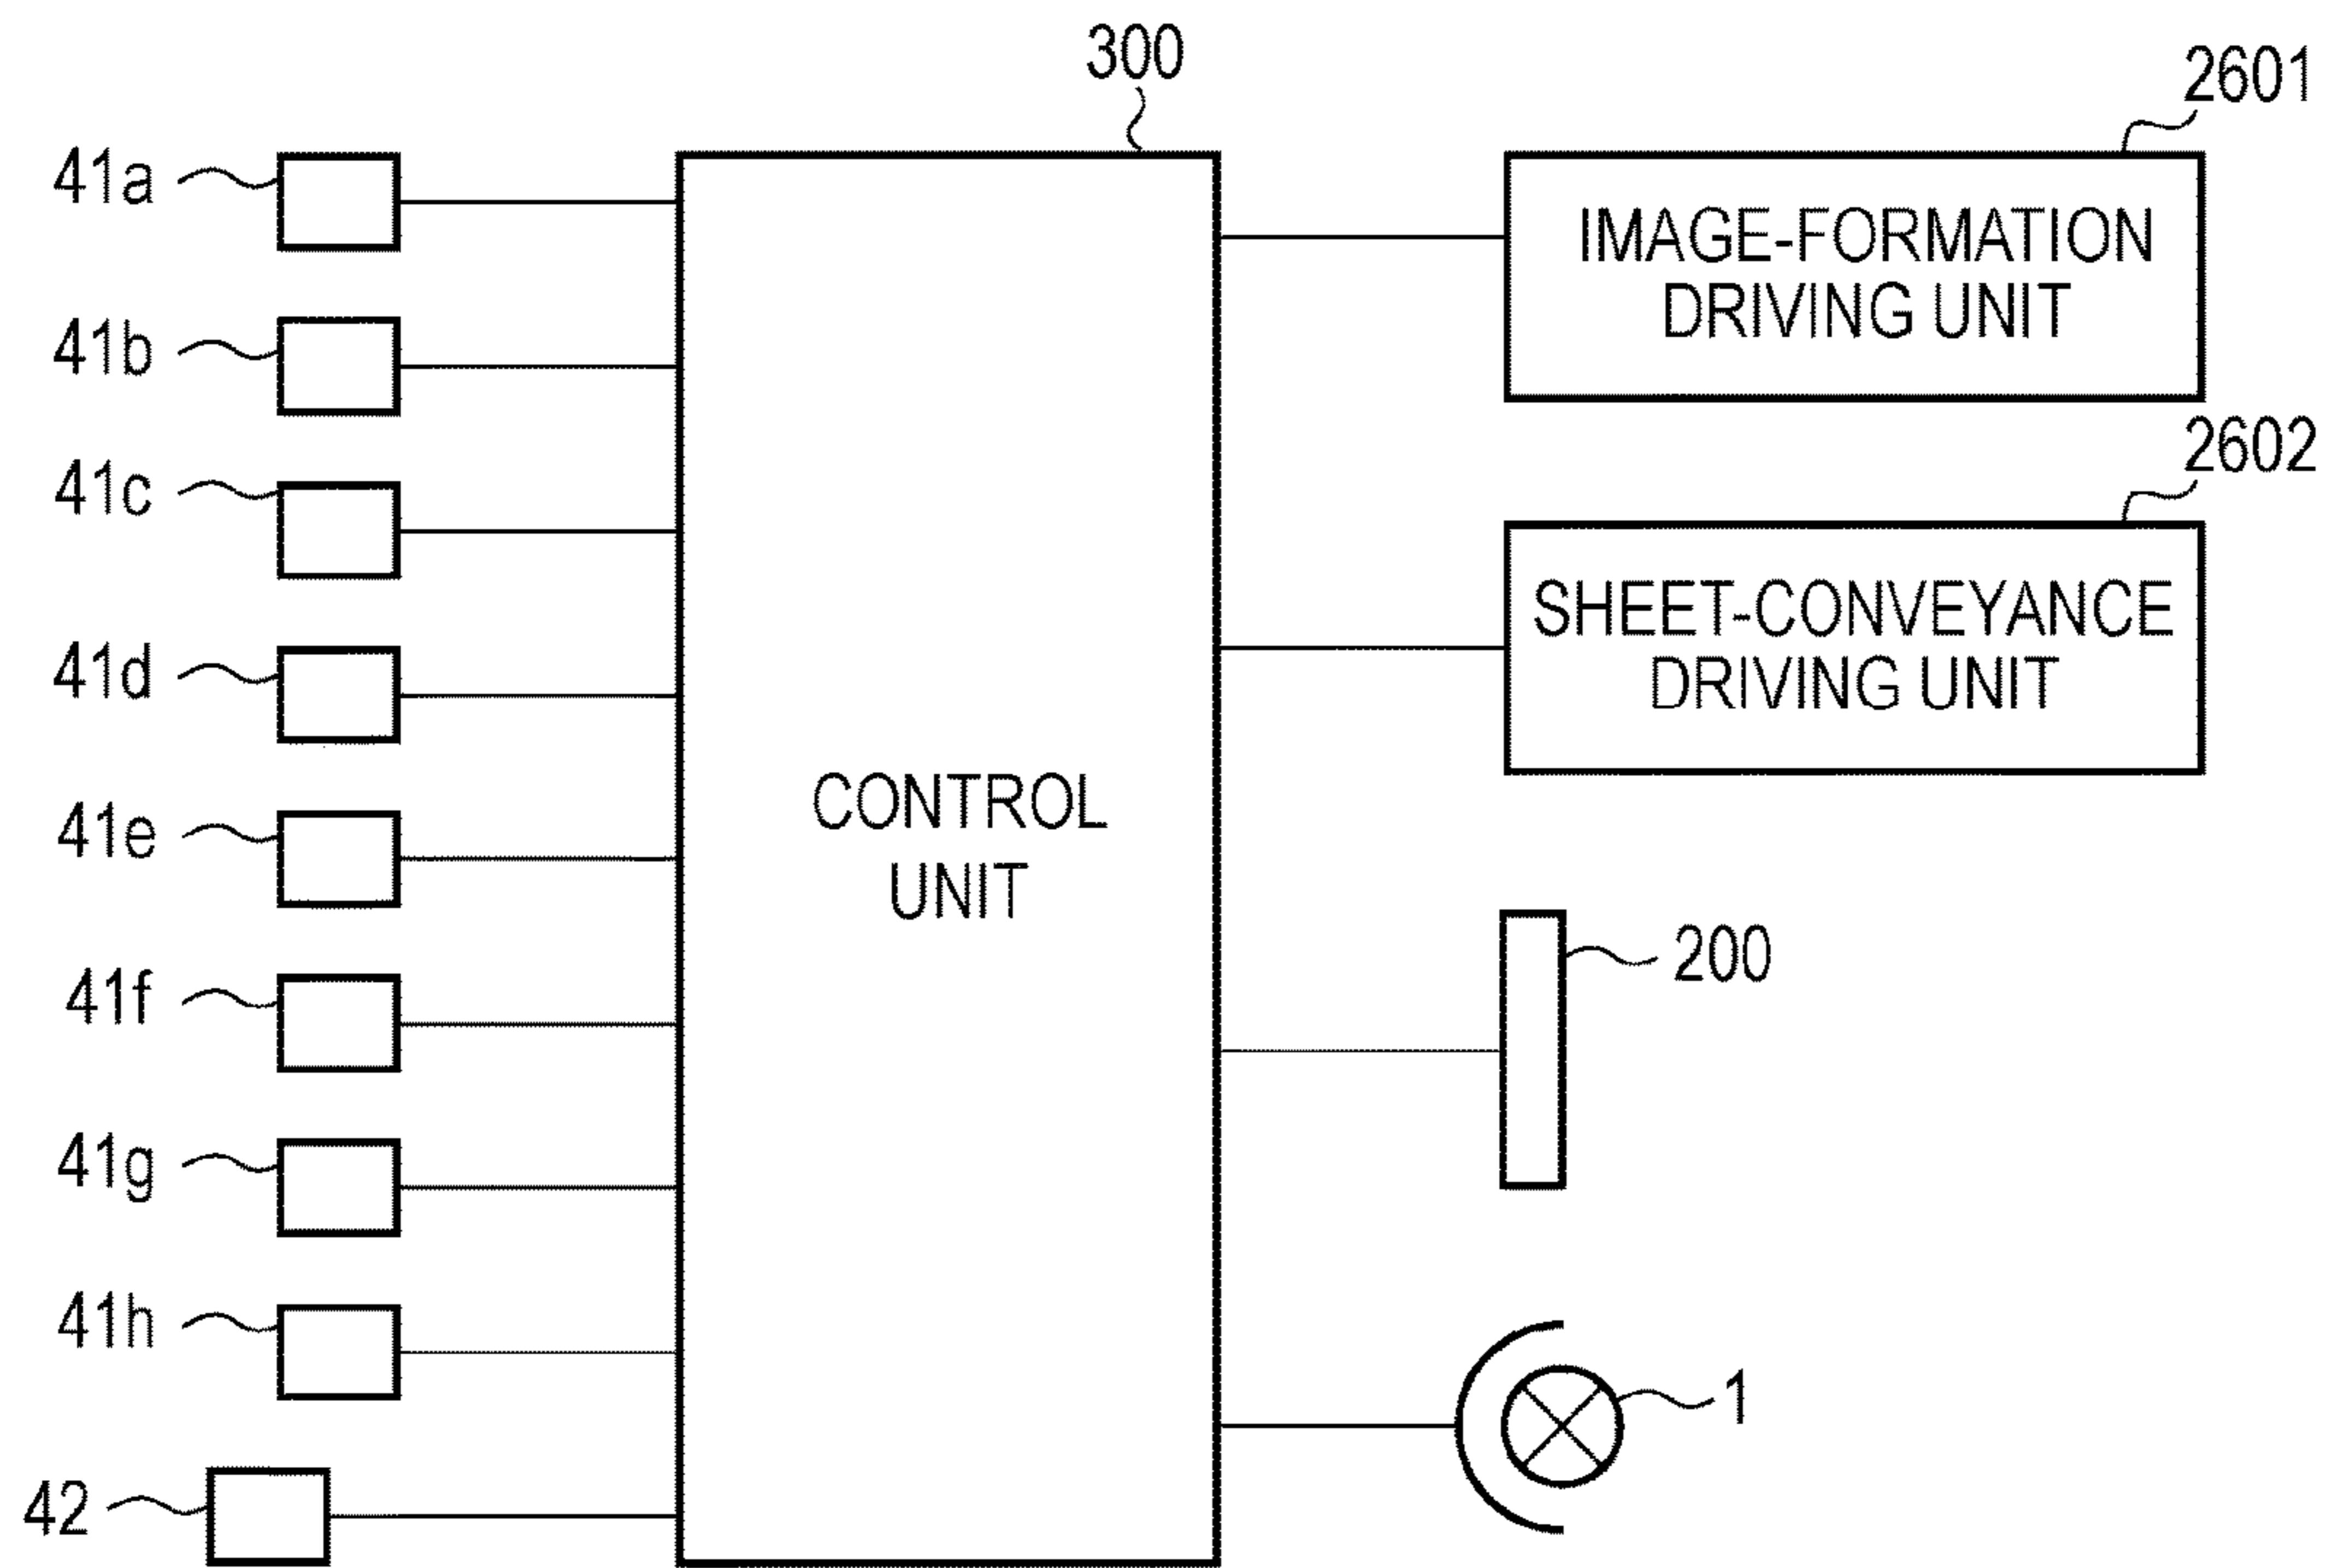 300
2601
41a
IMAGE-FORMATION
DRIVING UNIT
41b
2602
41c
SHEET-CONVEYANCE
DRIVING UNIT
41d
CONTROL
UNIT
41e
200
41f
41g
41h
1
42